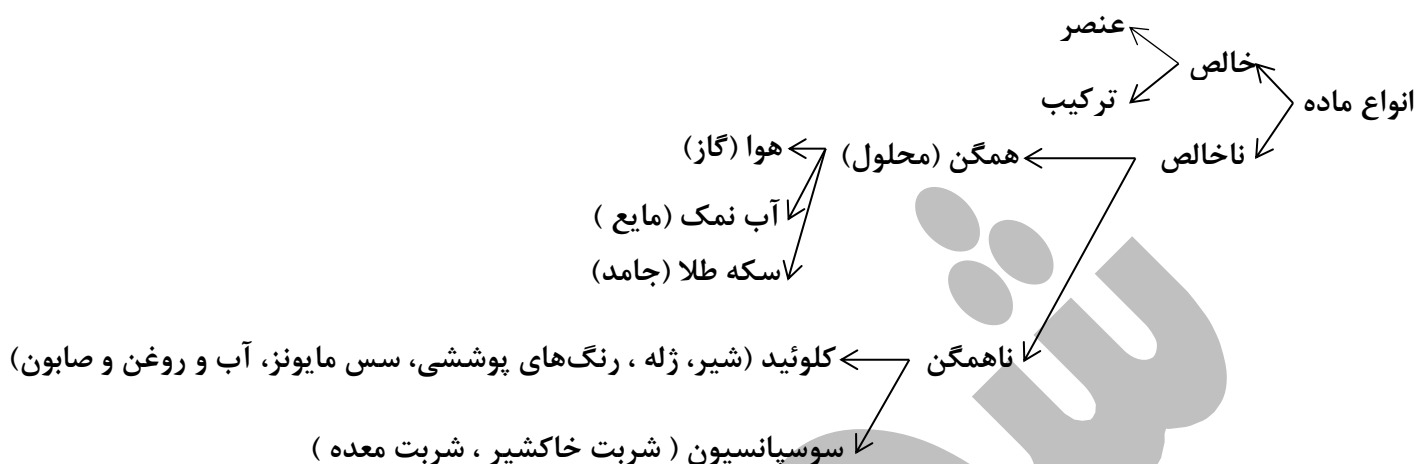 عنصر
خالص
انواع ماده
ترکیب
ناخالص همگن (محلول) هوا (گاز)
آب نمک (مایع )
سکه طلا (جامد)
ناهمگن کلوئید (شیر، ژله ، رنگ‌های پوششی، سس مایونز، آب و روغن و صابون)
سوسپانسیون ( شربت خاکشیر ، شربت معده )